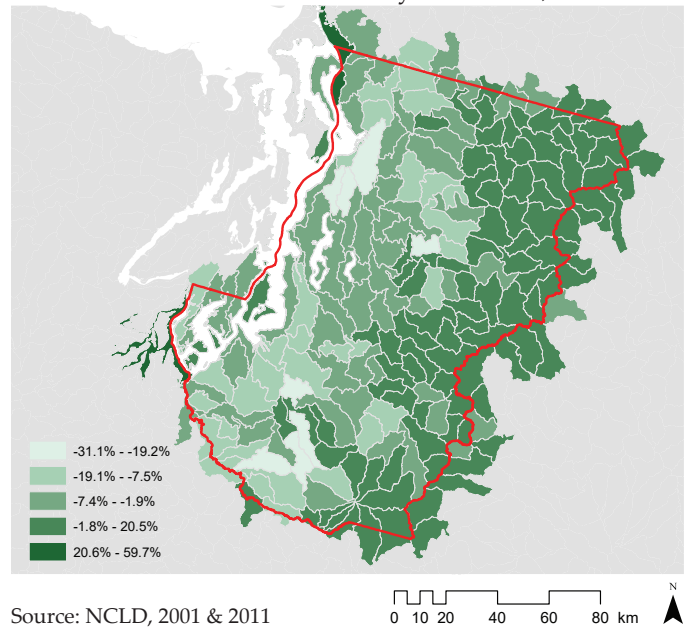 -31.1% - -19.2%
-19.1% - -7.5%
-7.4% - -1.9%
-1.8% - 20.5%
20.6% - 59.7%
N
Source: NCLD, 2001 & 2011
0 10 20 40 60 80 km